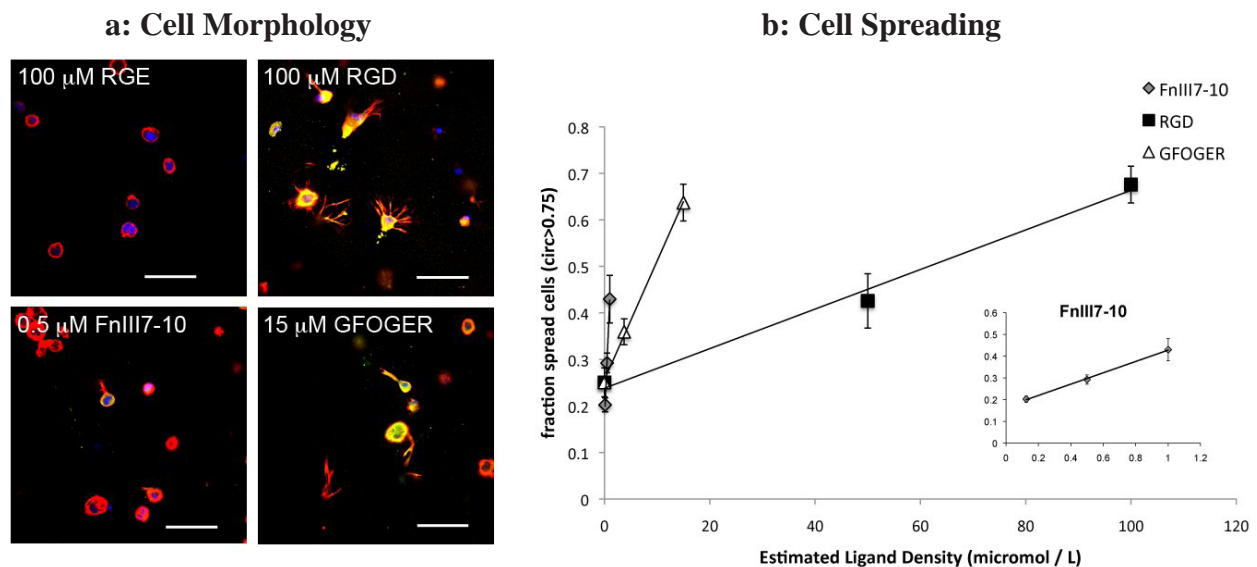 a: Cell Morphology
100 μM RGE
100 μM RGD
0.5 μM FnIII7-10
15 μM GFOGER
b: Cell Spreading
FnIII7-10
RGD
GFOGER
fraction spread cells (circ>0.75)
0.8
0.7
0.6
0.5
0.4
0.3
0.2
0.1
0
0 20 40 60 80 100 120
Estimated Ligand Density (micromol / L)
FnIII7-10
0.6
0.5
0.4
0.3
0.2
0.1
0
0 0.2 0.4 0.6 0.8 1 1.2